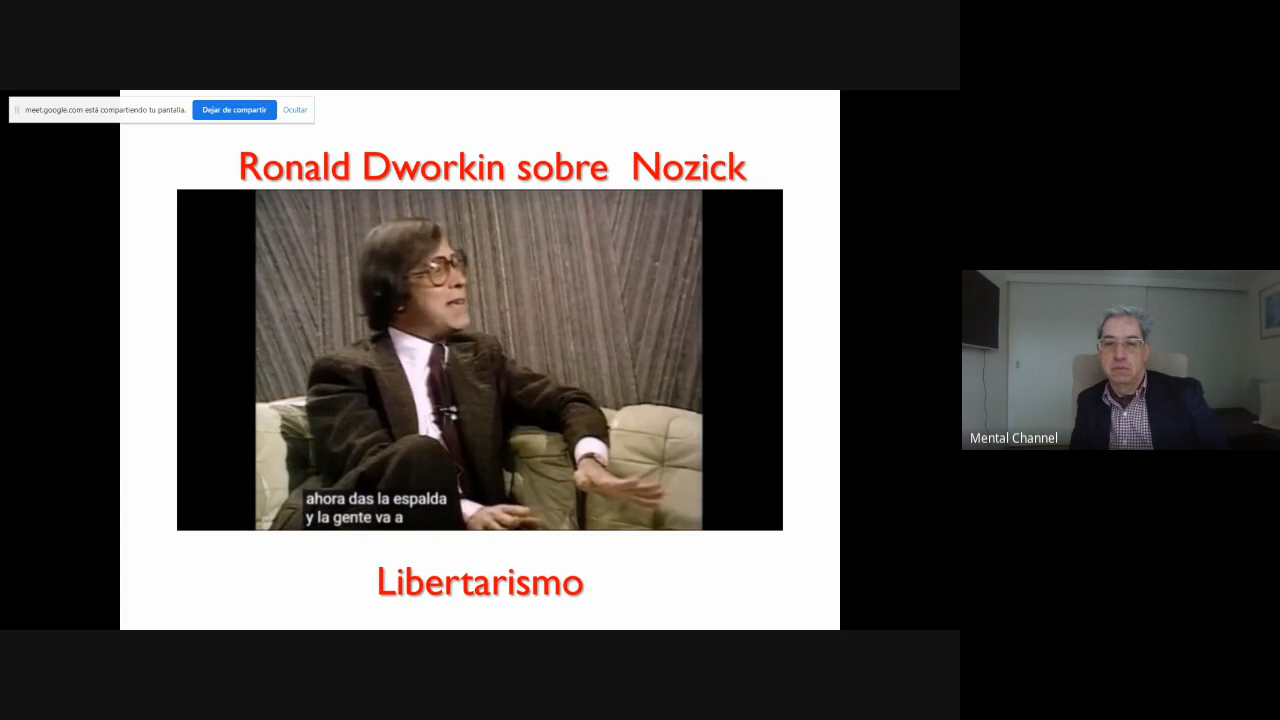 meet.google.com está compartiendo tu pantalla.
Dejar de compartir
Ocultar
Ronald Dworkin sobre Nozick
ahora das la espalda
y la gente va a
Libertarismo
Mental Channel